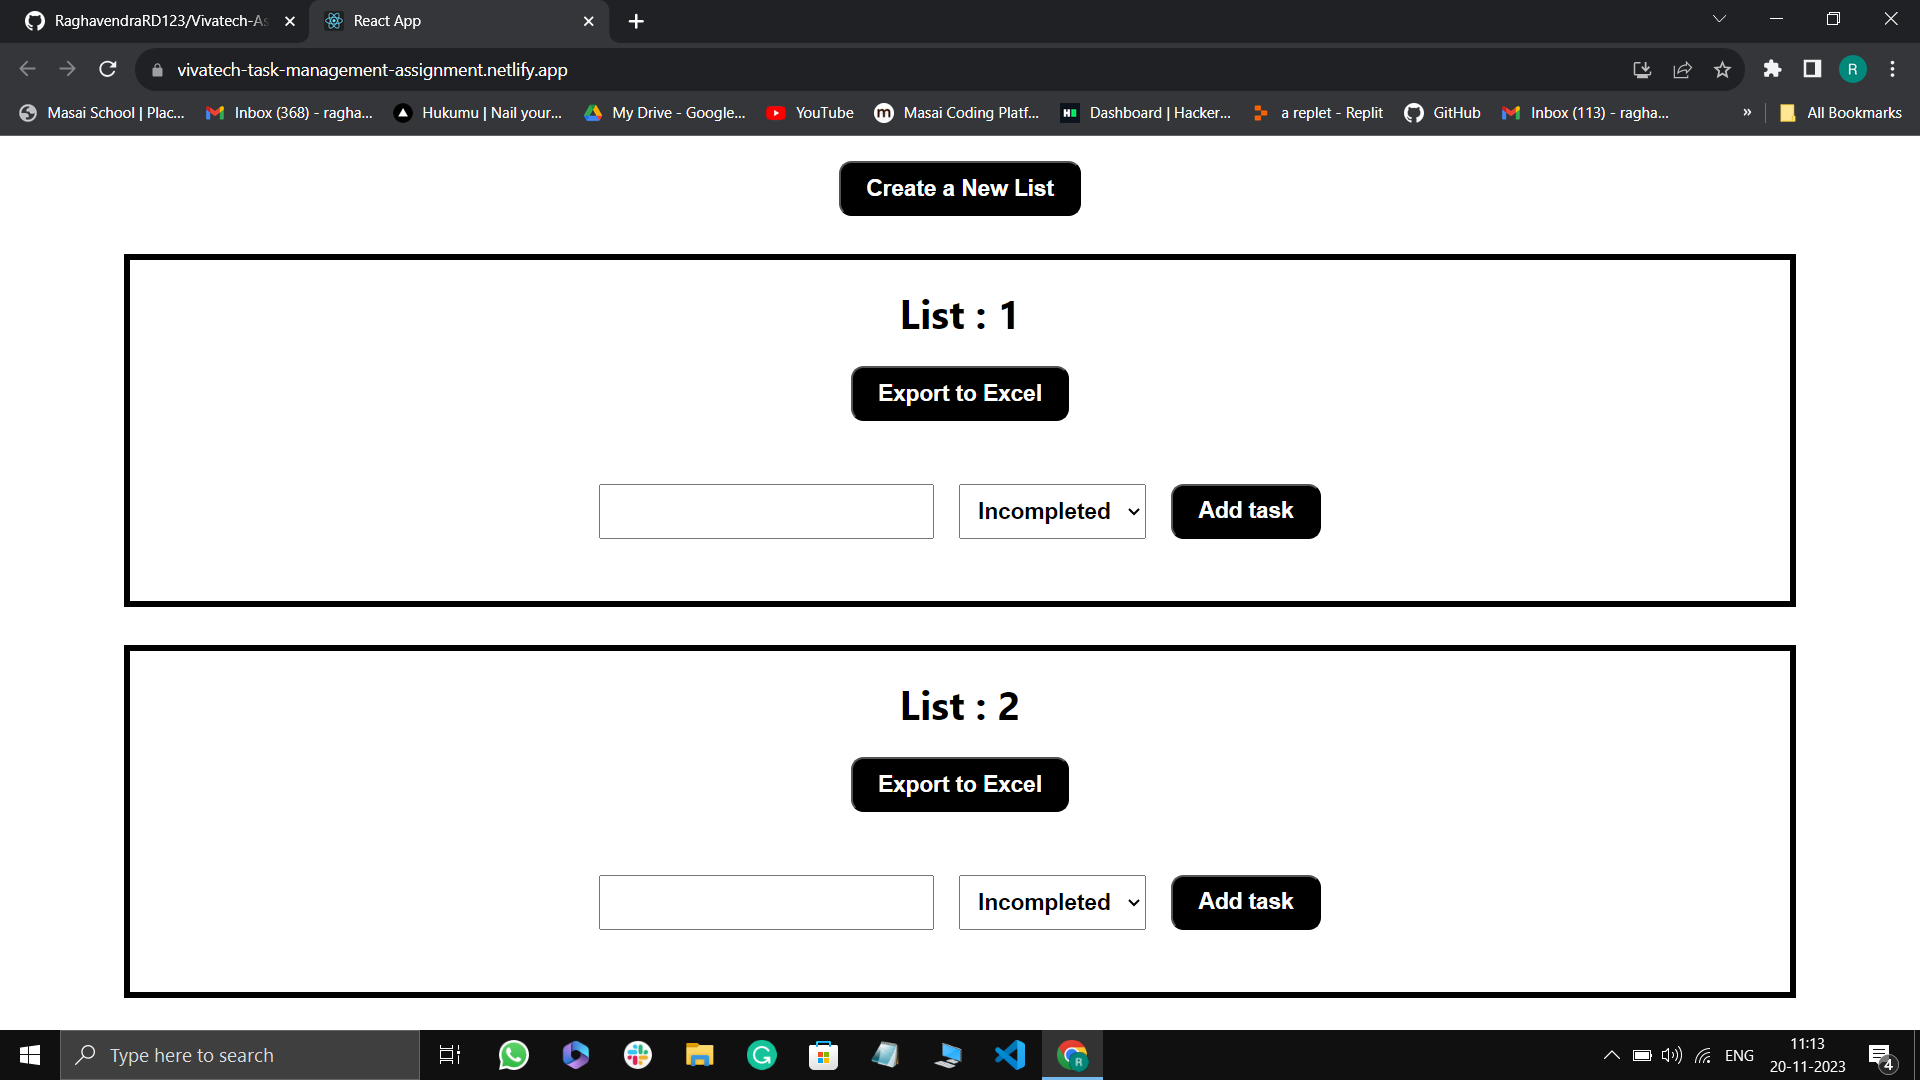 RaghavendraRD123/Vivatech-As
React App
vivatech-task-management-assignment.netlify.app
R
Masai School | Plac...
Inbox (368) - ragha...
Hukumu | Nail your...
My Drive - Google...
YouTube
m
Masai Coding Platf...
H
Dashboard | Hacker...
a replet - Replit
GitHub
Inbox (113) - ragha...
»
All Bookmarks
Create a New List
List : 1
Export to Excel
Incompleted
Add task
List : 2
Export to Excel
Incompleted
Add task
Type here to search
G
R
ENG
11:13
20-11-2023
4